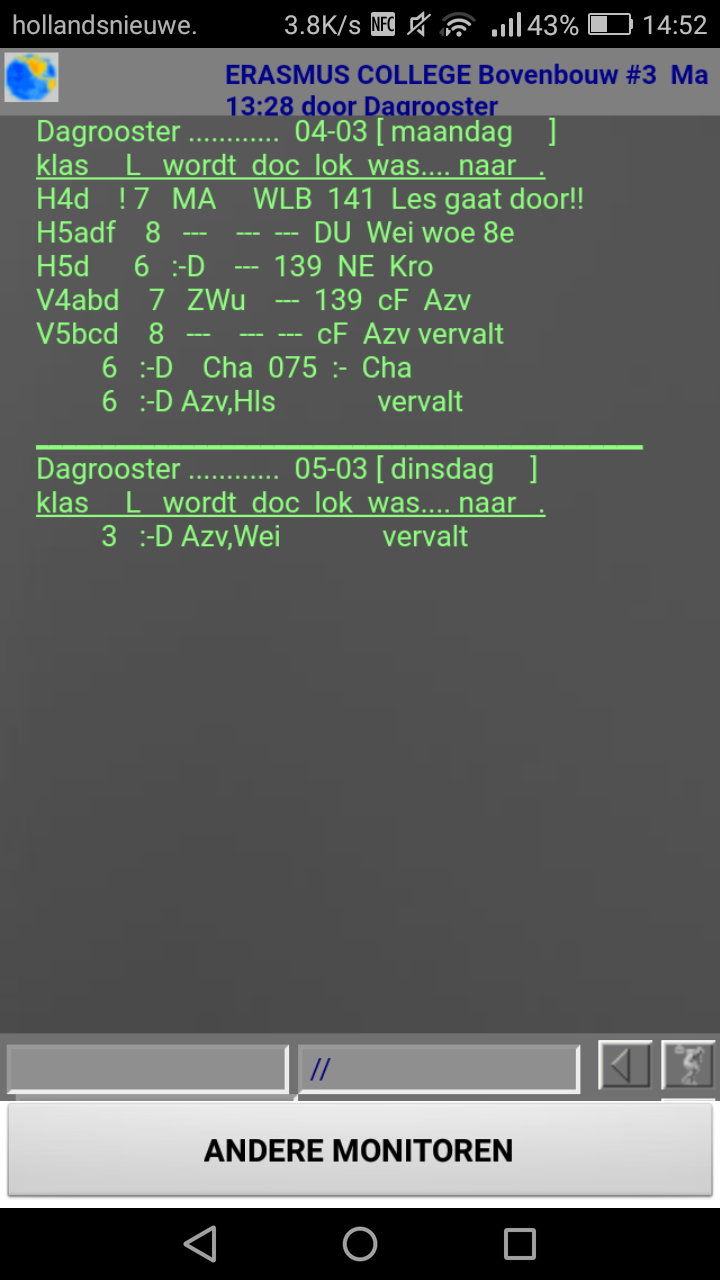 hollandsnieuwe. 3.8K/s NFC 43% 14:52
ERASMUS COLLEGE Bovenbouw #3 Ma
13:28 door Dagrooster
Dagrooster ............ 04-03 [ maandag ]
klas L wordt doc lok was.... naar .
H4d ! 7 MA WLB 141 Les gaat door!!
H5adf 8 --- --- --- DU Wei woe 8e
H5d 6 :-D --- 139 NE Kro
V4abd 7 ZWu --- 139 cF Azv
V5bcd 8 --- --- --- cF Azv vervalt
6 :-D Cha 075 :- Cha
6 :-D Azv,Hls vervalt
Dagrooster ............ 05-03 [ dinsdag ]
klas L wordt doc lok was.... naar .
3 :-D Azv,Wei vervalt
//
ANDERE MONITOREN